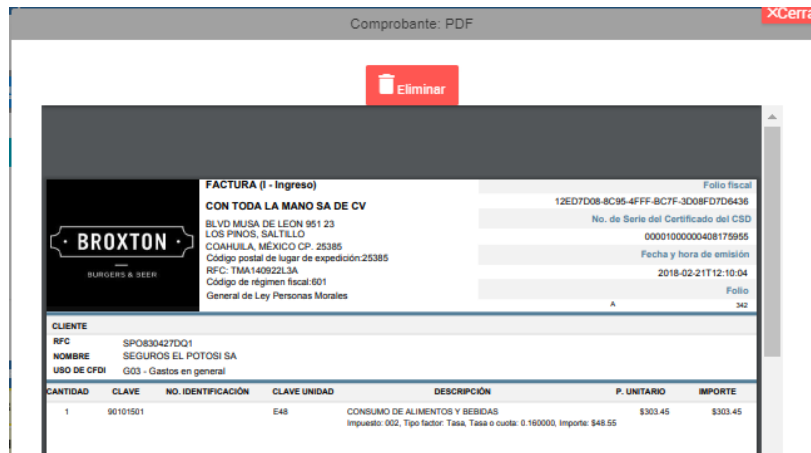 Comprobante: PDF
Eliminar
BROXTON
BURGERS & BEER
FACTURA (I - Ingreso)
CON TODA LA MANO SA DE CV
BLVD MUSA DE LEON 951 23
LOS PINOS, SALTILLO
COAHUILA, MÉXICO CP. 25385
Código postal de lugar de expedición:25385
RFC: TMA140922L3A
Código de régimen fiscal:601
General de Ley Personas Morales
Folio fiscal
12ED7D08-8C95-4FFF-BC7F-3D08FD7D6436
No. de Serie del Certificado del CSD
00001000000408175955
Fecha y hora de emisión
2018-02-21T12:10:04
Folio
A 342
CLIENTE
RFC SPO830427DQ1
NOMBRE SEGUROS EL POTOSI SA
USO DE CFDI G03 - Gastos en general
CANTIDAD CLAVE NO. IDENTIFICACIÓN CLAVE UNIDAD DESCRIPCIÓN P. UNITARIO IMPORTE
1 90101501 E48 CONSUMO DE ALIMENTOS Y BEBIDAS $303.45 $303.45
Impuesto: 002, Tipo factor: Tasa, Tasa o cuota: 0.160000, Importe: $48.55